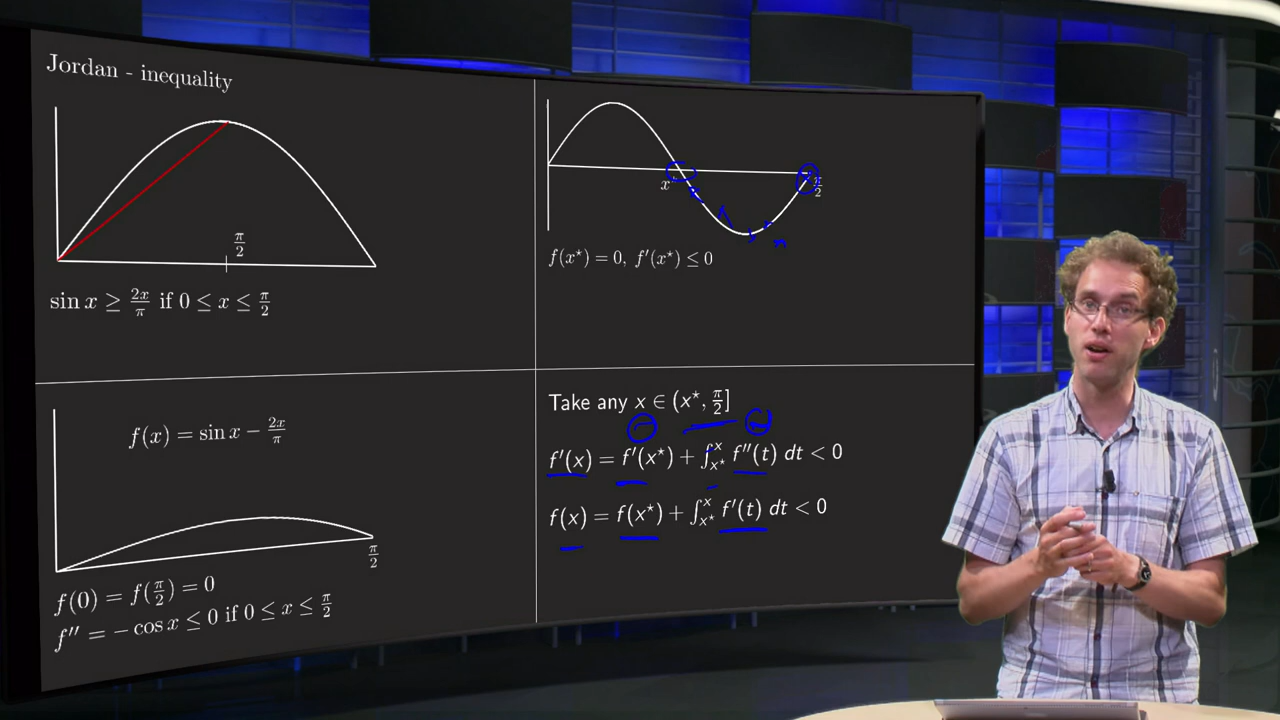 Jordan - inequality
π/2
sin x ≥ 2x/π if 0 ≤ x ≤ π/2
x*
π/2
f(x*) = 0, f′(x*) ≤ 0
f(x) = sin x − 2x/π
π/2
f(0) = f(π/2) = 0
f″ = − cos x ≤ 0 if 0 ≤ x ≤ π/2
Take any x ∈ (x*, π/2]
f′(x) = f′(x*) + ∫ₓ*ˣ f″(t) dt < 0
f(x) = f(x*) + ∫ₓ*ˣ f′(t) dt < 0